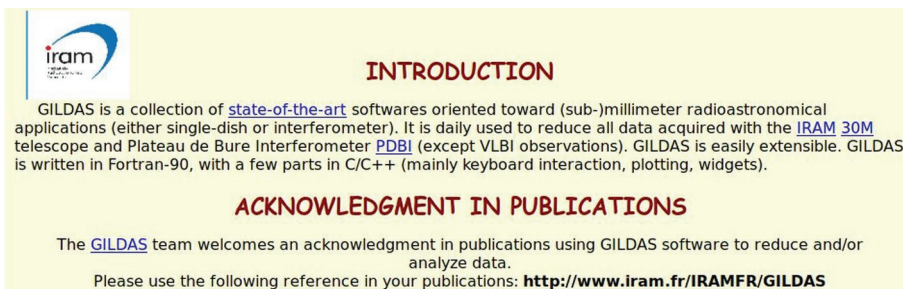 iram
INTRODUCTION
GILDAS is a collection of state-of-the-art softwares oriented toward (sub-)millimeter radioastronomical
applications (either single-dish or interferometer). It is daily used to reduce all data acquired with the IRAM 30M
telescope and Plateau de Bure Interferometer PDBI (except VLBI observations). GILDAS is easily extensible. GILDAS
is written in Fortran-90, with a few parts in C/C++ (mainly keyboard interaction, plotting, widgets).
ACKNOWLEDGMENT IN PUBLICATIONS
The GILDAS team welcomes an acknowledgment in publications using GILDAS software to reduce and/or
analyze data.
Please use the following reference in your publications: http://www.iram.fr/IRAMFR/GILDAS